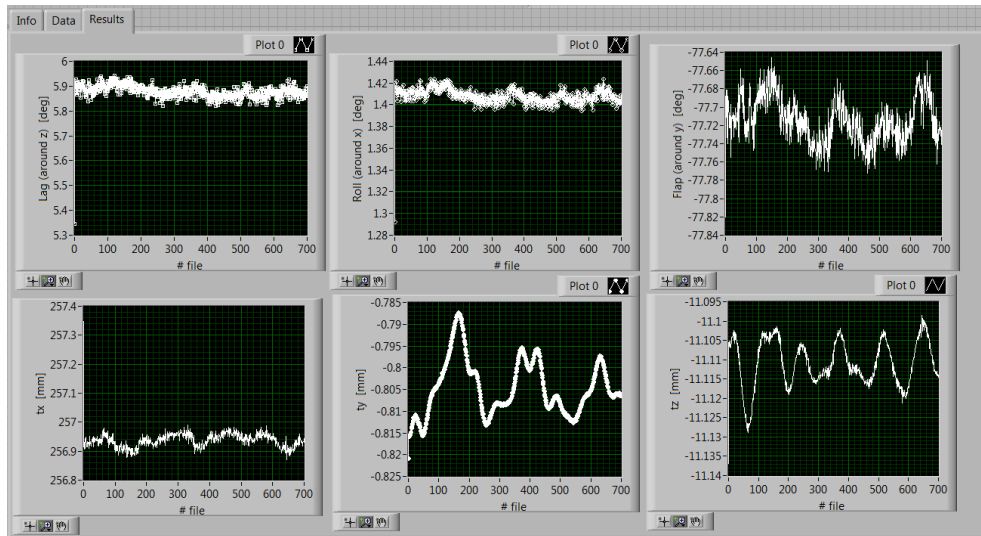 Info Data Results
Plot 0
6-
5.9-
5.8-
5.7-
5.6-
5.5-
5.4-
5.3-
Lag (around z) [deg]
0 100 200 300 400 500 600 700
# file
Plot 0
1.44-
1.42-
1.4-
1.38-
1.36-
1.34-
1.32-
1.3-
1.28-
Roll (around x) [deg]
0 100 200 300 400 500 600 700
# file
-77.64-
-77.66-
-77.68-
-77.7-
-77.72-
-77.74-
-77.76-
-77.78-
-77.8-
-77.82-
-77.84-
Flap (around y) [deg]
0 100 200 300 400 500 600 700
# file
257.4-
257.3-
257.2-
257.1-
257-
256.9-
256.8-
tx [mm]
0 100 200 300 400 500 600 700
# file
Plot 0
-0.785-
-0.79-
-0.795-
-0.8-
-0.805-
-0.81-
-0.815-
-0.82-
-0.825-
ty [mm]
0 100 200 300 400 500 600 700
# file
Plot 0
-11.095-
-11.1-
-11.105-
-11.11-
-11.115-
-11.12-
-11.125-
-11.13-
-11.135-
-11.14-
tz [mm]
0 100 200 300 400 500 600 700
# file